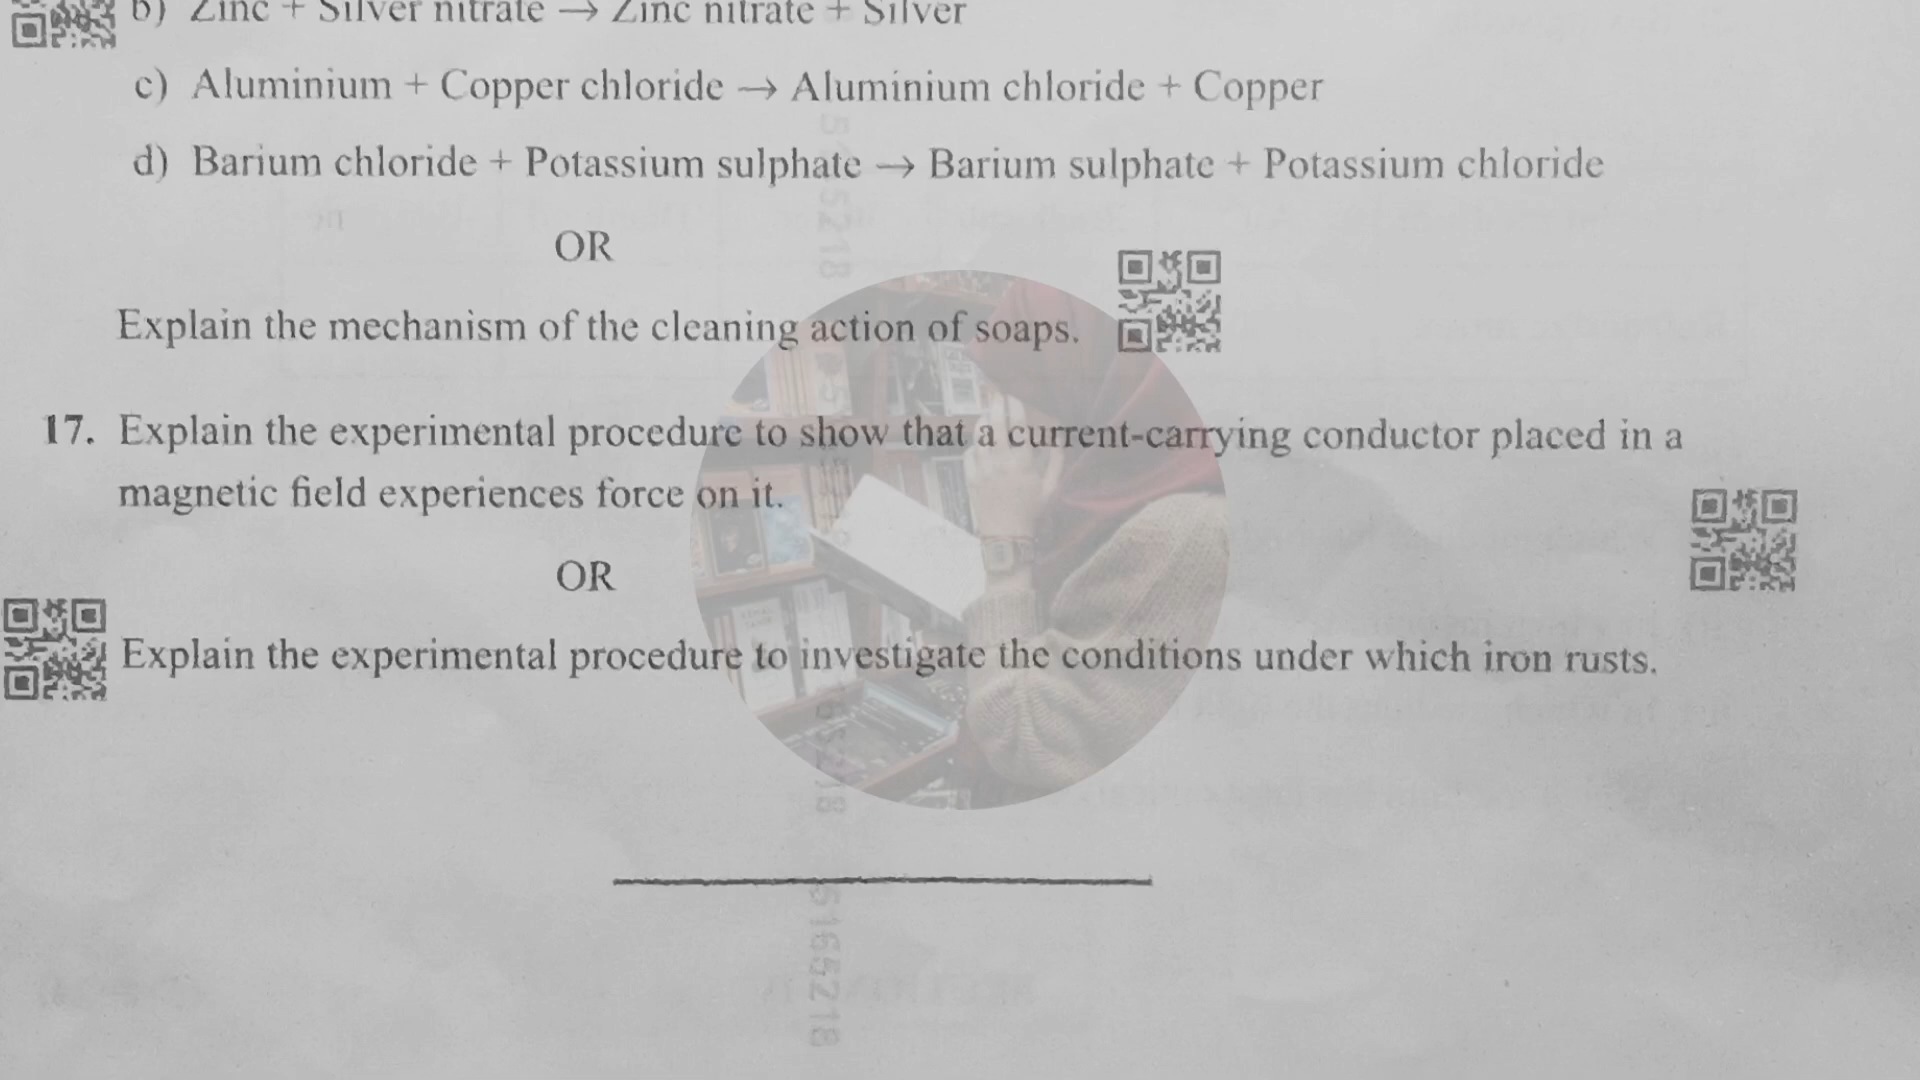 b) Zinc + Silver nitrate → Zinc nitrate + Silver
c) Aluminium + Copper chloride → Aluminium chloride + Copper
d) Barium chloride + Potassium sulphate → Barium sulphate + Potassium chloride
OR
Explain the mechanism of the cleaning action of soaps.
17. Explain the experimental procedure to show that a current-carrying conductor placed in a
magnetic field experiences force on it.
OR
Explain the experimental procedure to investigate the conditions under which iron rusts.
5165218